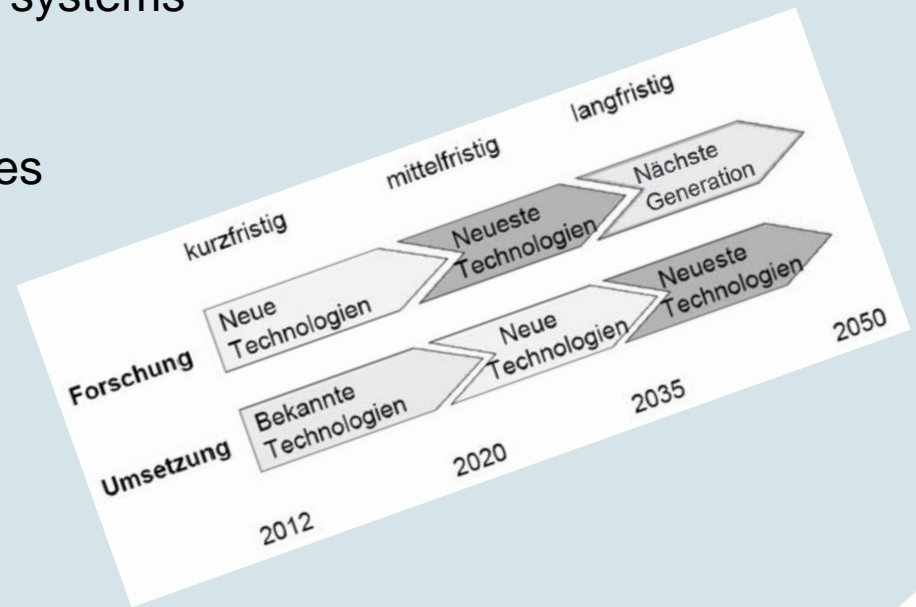 systems
es
kurzfristig
mittelfristig
langfristig
Forschung
Neue
Technologien
Neueste
Technologien
Nächste
Generation
Umsetzung
Bekannte
Technologien
Neue
Technologien
Neueste
Technologien
2012
2020
2035
2050